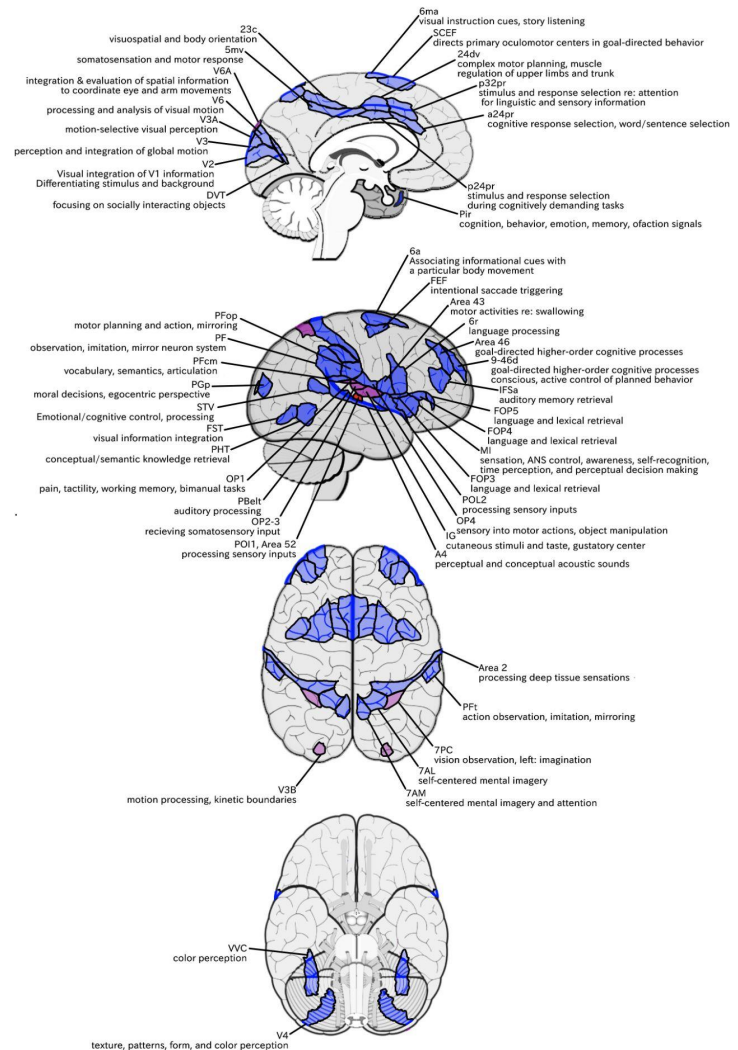 6ma
visual instruction cues, story listening
23c
visuospatial and body orientation
SCEF
directs primary oculomotor centers in goal-directed behavior
5mv
somatosensation and motor response
24dv
complex motor planning, muscle
regulation of upper limbs and trunk
V6A
integration & evaluation of spatial information
to coordinate eye and arm movements
p32pr
stimulus and response selection re: attention
for linguistic and sensory information
V6
processing and analysis of visual motion
a24pr
cognitive response selection, word/sentence selection
V3A
motion-selective visual perception
V3
perception and integration of global motion
V2
Visual integration of V1 information
Differentiating stimulus and background
DVT
focusing on socially interacting objects
p24pr
stimulus and response selection
during cognitively demanding tasks
Pir
cognition, behavior, emotion, memory, ofaction signals
6a
Associating informational cues with
a particular body movement
FEF
intentional saccade triggering
Area 43
motor activities re: swallowing
6r
language processing
Area 46
goal-directed higher-order cognitive processes
9-46d
goal-directed higher-order cognitive processes
conscious, active control of planned behavior
IFSa
auditory memory retrieval
FOP5
language and lexical retrieval
FOP4
language and lexical retrieval
MI
sensation, ANS control, awareness, self-recognition,
time perception, and perceptual decision making
FOP3
language and lexical retrieval
POL2
processing sensory inputs
OP4
sensory into motor actions, object manipulation
IG
cutaneous stimuli and taste, gustatory center
A4
perceptual and conceptual acoustic sounds
PFop
motor planning and action, mirroring
PF
observation, imitation, mirror neuron system
PFcm
vocabulary, semantics, articulation
PGp
moral decisions, egocentric perspective
STV
Emotional/cognitive control, processing
FST
visual information integration
PHT
conceptual/semantic knowledge retrieval
OP1
pain, tactility, working memory, bimanual tasks
PBelt
auditory processing
OP2-3
recieving somatosensory input
POI1, Area 52
processing sensory inputs
Area 2
processing deep tissue sensations
PFt
action observation, imitation, mirroring
7PC
vision observation, left: imagination
7AL
self-centered mental imagery
7AM
self-centered mental imagery and attention
V3B
motion processing, kinetic boundaries
VVC
color perception
V4
texture, patterns, form, and color perception